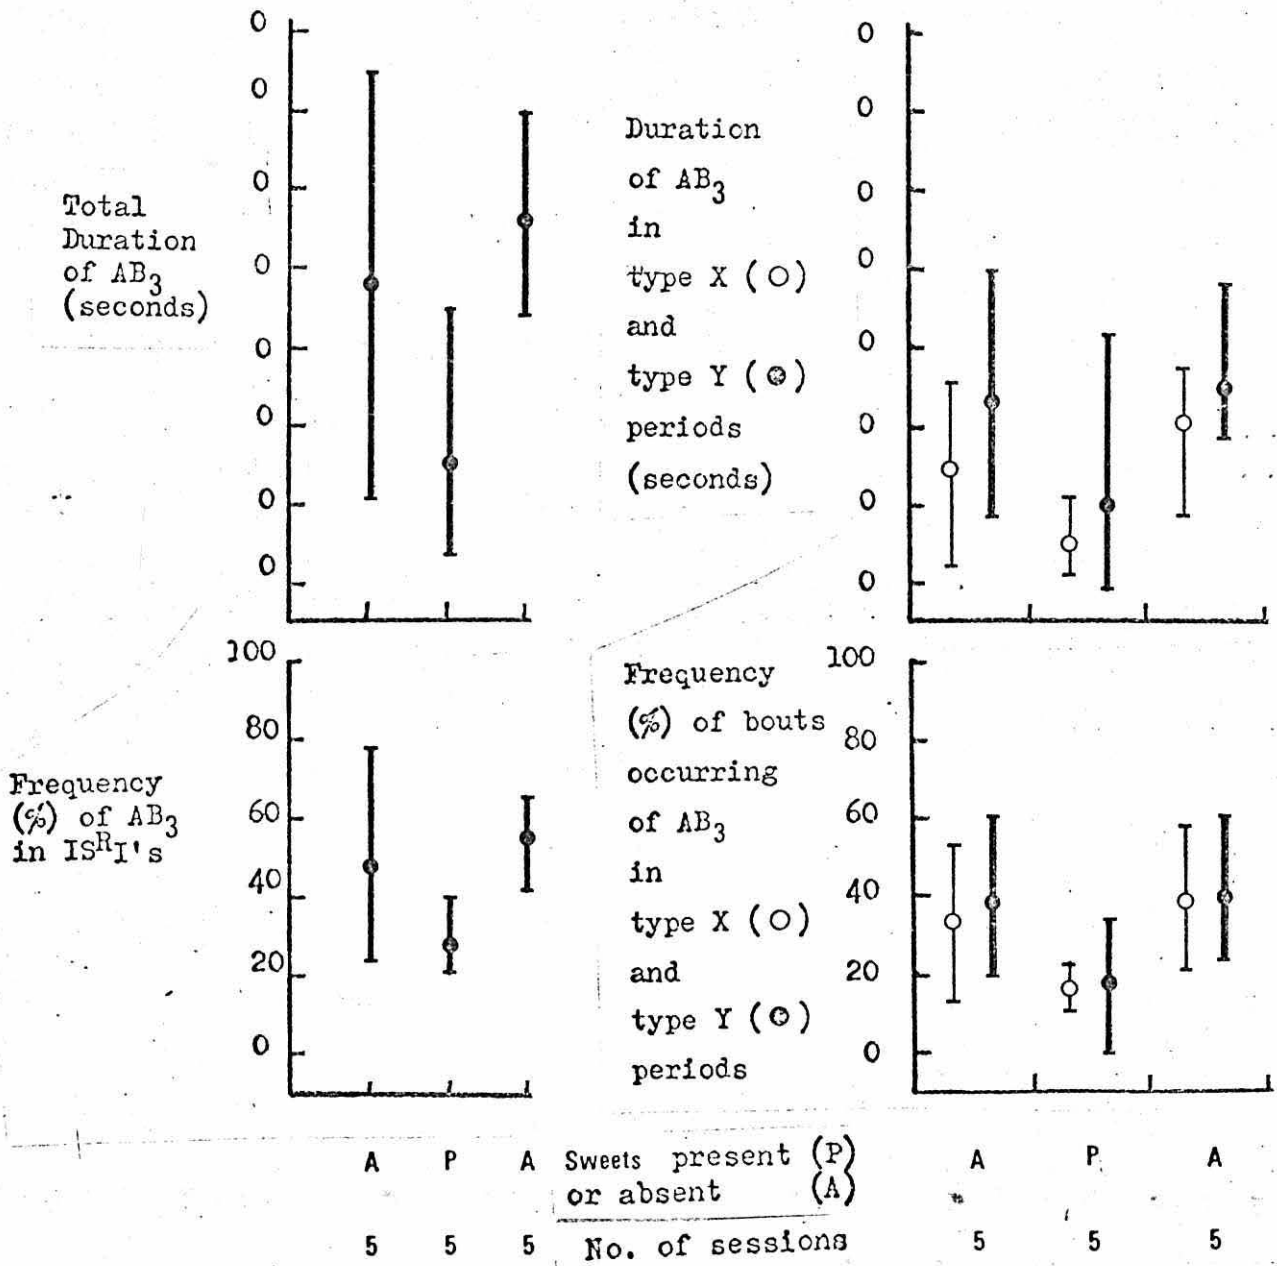 0
0
0
0
0
0
0
0
Total
Duration
of AB3
(seconds)
Duration
of AB3
in
type X (○)
and
type Y (●)
periods
(seconds)
0
0
0
0
0
0
0
0
100
80
60
40
20
0
Frequency
(%) of AB3
in ISRI's
Frequency
(%) of bouts
occurring
of AB3
in
type X (○)
and
type Y (●)
periods
100
80
60
40
20
0
A P A Sweets present (P) A P A
or absent (A)
5 5 5 No. of sessions 5 5 5